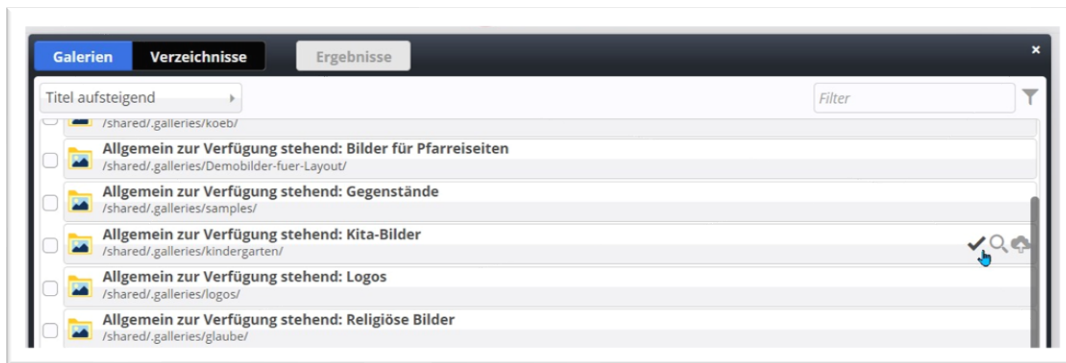 Galerien Verzeichnisse Ergebnisse ×
Titel aufsteigend Filter
/shared/.galleries/koeb/
Allgemein zur Verfügung stehend: Bilder für Pfarreiseiten
/shared/.galleries/Demobilder-fuer-Layout/
Allgemein zur Verfügung stehend: Gegenstände
/shared/.galleries/samples/
Allgemein zur Verfügung stehend: Kita-Bilder
/shared/.galleries/kindergarten/
Allgemein zur Verfügung stehend: Logos
/shared/.galleries/logos/
Allgemein zur Verfügung stehend: Religiöse Bilder
/shared/.galleries/glaube/